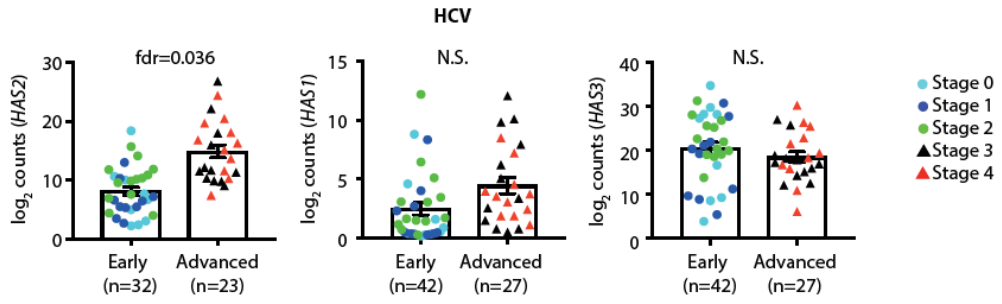 HCV
fdr=0.036
log2 counts (HAS2)
30
20
10
0
Early
(n=32)
Advanced
(n=23)
N.S.
log2 counts (HAS1)
15
10
5
0
Early
(n=42)
Advanced
(n=27)
N.S.
log2 counts (HAS3)
40
30
20
10
0
Early
(n=42)
Advanced
(n=27)
Stage 0
Stage 1
Stage 2
Stage 3
Stage 4